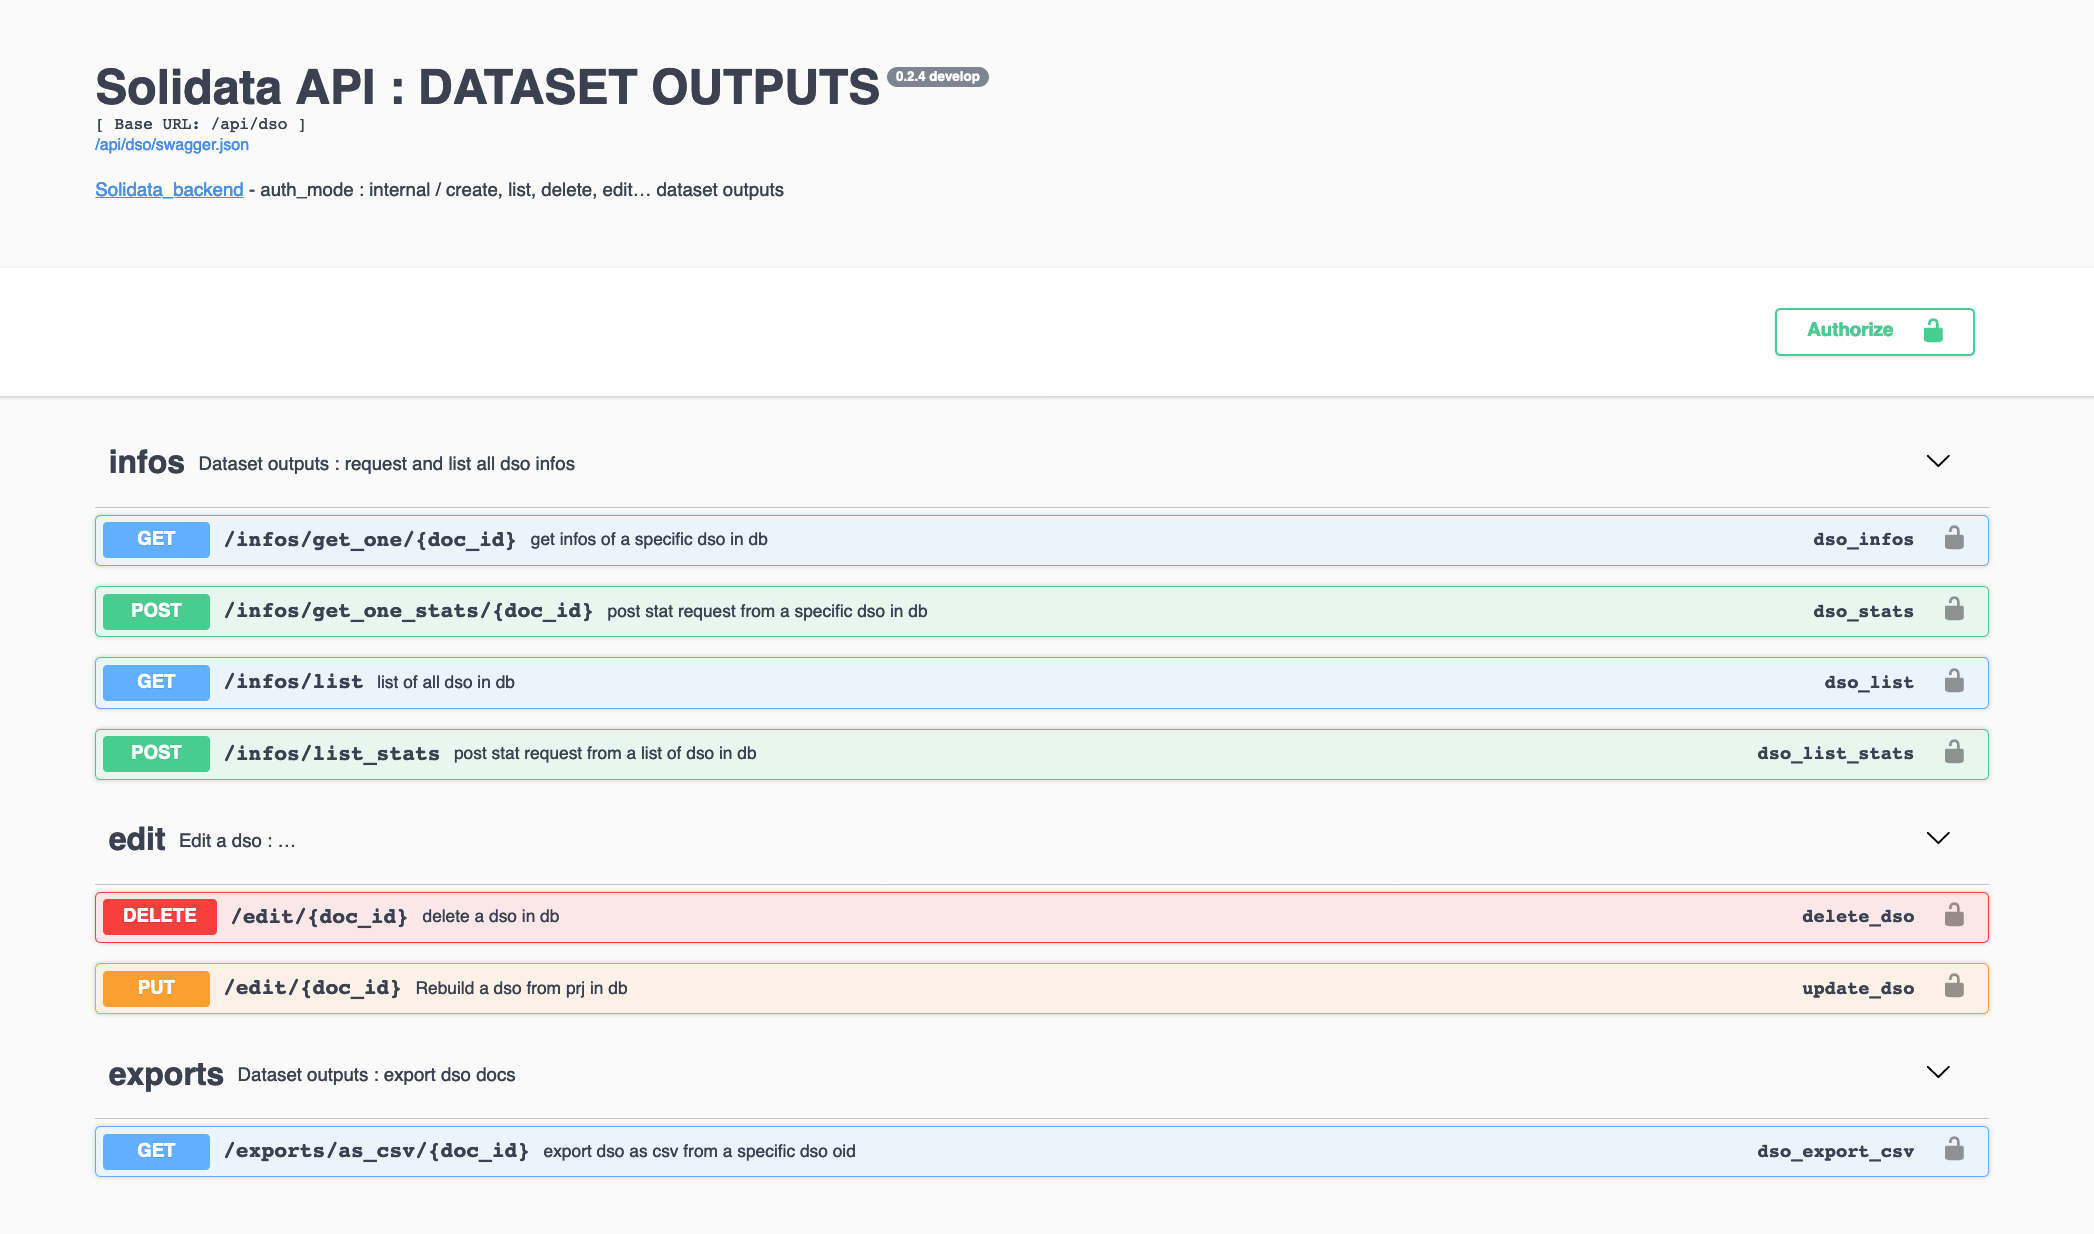 Solidata API : DATASET OUTPUTS 0.2.4 develop
[ Base URL: /api/dso ]
/api/dso/swagger.json
Solidata_backend - auth_mode : internal / create, list, delete, edit… dataset outputs
Authorize
infos Dataset outputs : request and list all dso infos
GET /infos/get_one/{doc_id} get infos of a specific dso in db dso_infos
POST /infos/get_one_stats/{doc_id} post stat request from a specific dso in db dso_stats
GET /infos/list list of all dso in db dso_list
POST /infos/list_stats post stat request from a list of dso in db dso_list_stats
edit Edit a dso : …
DELETE /edit/{doc_id} delete a dso in db delete_dso
PUT /edit/{doc_id} Rebuild a dso from prj in db update_dso
exports Dataset outputs : export dso docs
GET /exports/as_csv/{doc_id} export dso as csv from a specific dso oid dso_export_csv